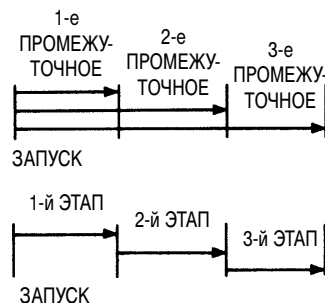 1-е
ПРОМЕЖУ-
ТОЧНОЕ
2-е
ПРОМЕЖУ-
ТОЧНОЕ
3-е
ПРОМЕЖУ-
ТОЧНОЕ
ЗАПУСК
1-й ЭТАП
2-й ЭТАП
3-й ЭТАП
ЗАПУСК